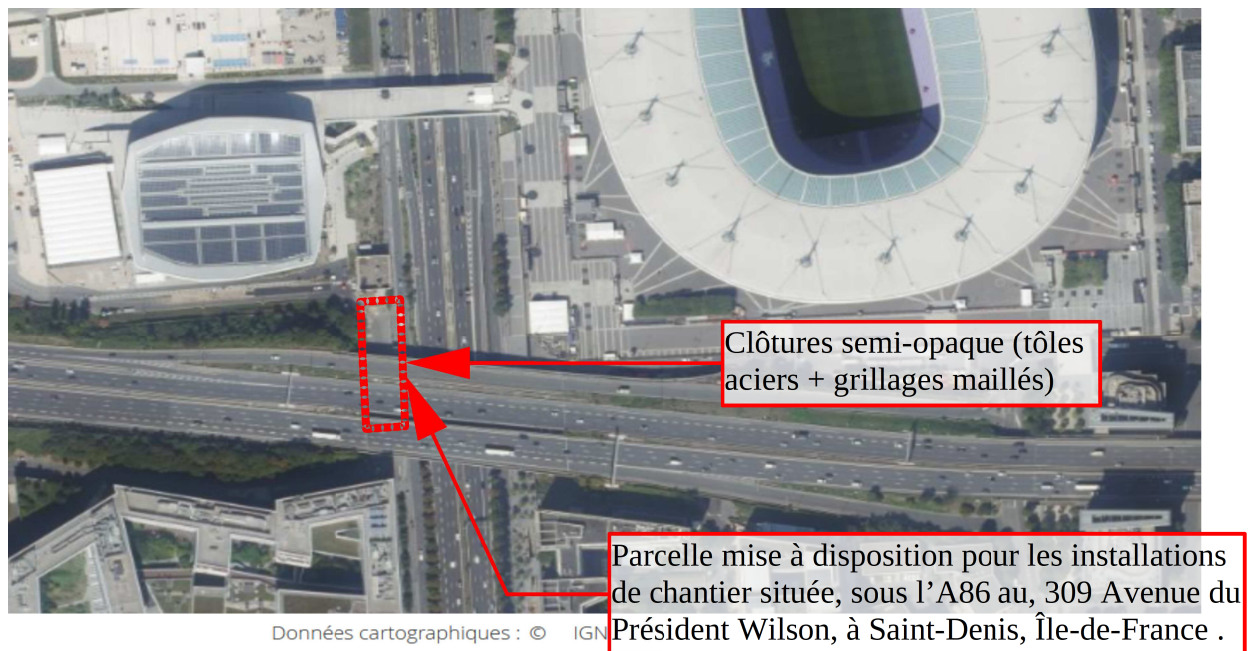 Clôtures semi-opaque (tôles
aciers + grillages maillés)
Parcelle mise à disposition pour les installations
de chantier située, sous l’A86 au, 309 Avenue du
Président Wilson, à Saint-Denis, Île-de-France .
Données cartographiques : © IGN